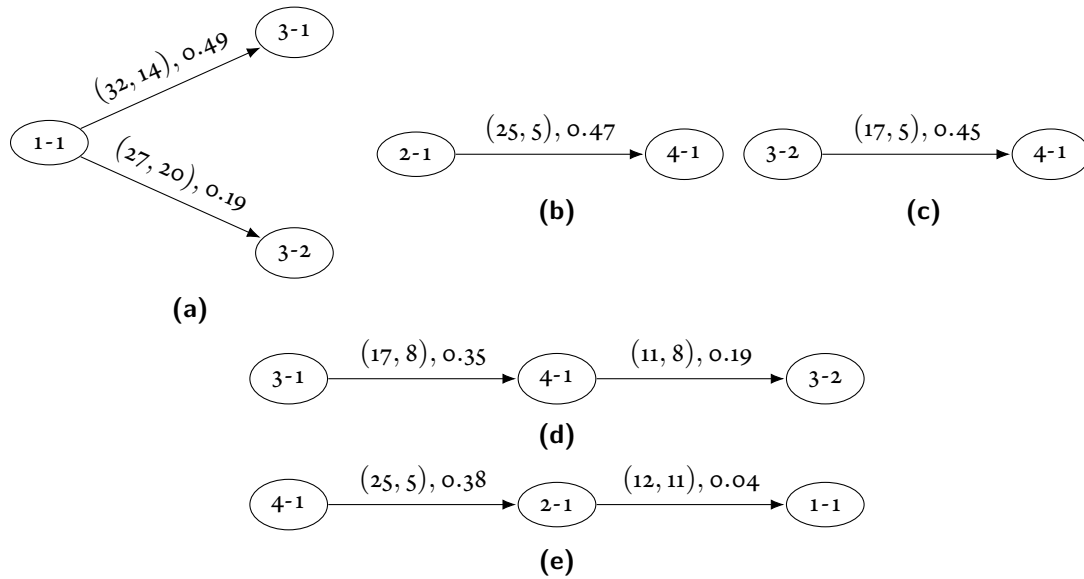 3-1
(32, 14), 0.49
1-1
(27, 20), 0.19
3-2
(a)
2-1
(25, 5), 0.47
4-1
(b)
3-2
(17, 5), 0.45
4-1
(c)
3-1
(17, 8), 0.35
4-1
(11, 8), 0.19
3-2
(d)
4-1
(25, 5), 0.38
2-1
(12, 11), 0.04
1-1
(e)